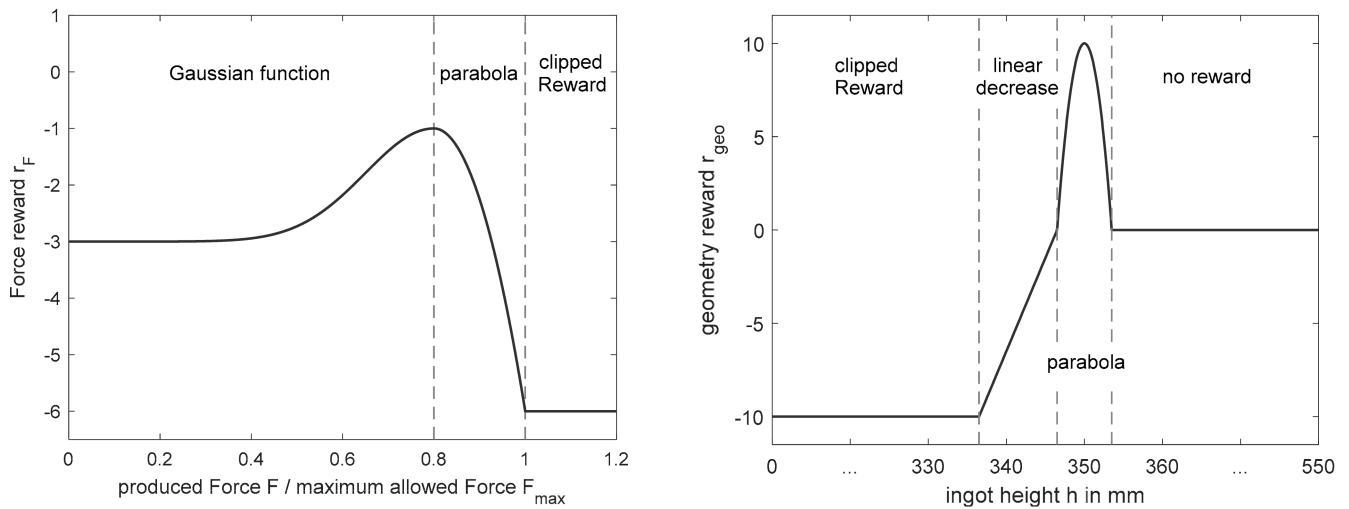 1
0
-1
-2
-3
-4
-5
-6
Force reward r_F
Gaussian function
parabola
clipped
Reward
0
0.2
0.4
0.6
0.8
1
1.2
produced Force F / maximum allowed Force F_max
10
5
0
-5
-10
geometry reward r_geo
clipped
Reward
linear
decrease
no reward
parabola
0
...
330
340
350
360
...
550
ingot height h in mm